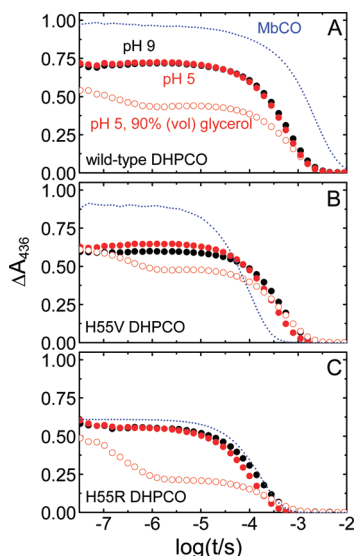 1.00
MbCO
A
pH 9
0.75
pH 5
0.50
0.25
pH 5, 90% (vol) glycerol
wild-type DHPCO
0.00
1.00
B
0.75
ΔA436
0.50
0.25
H55V DHPCO
0.00
1.00
C
0.75
0.50
0.25
H55R DHPCO
0.00
-7 -6 -5 -4 -3 -2
log(t/s)